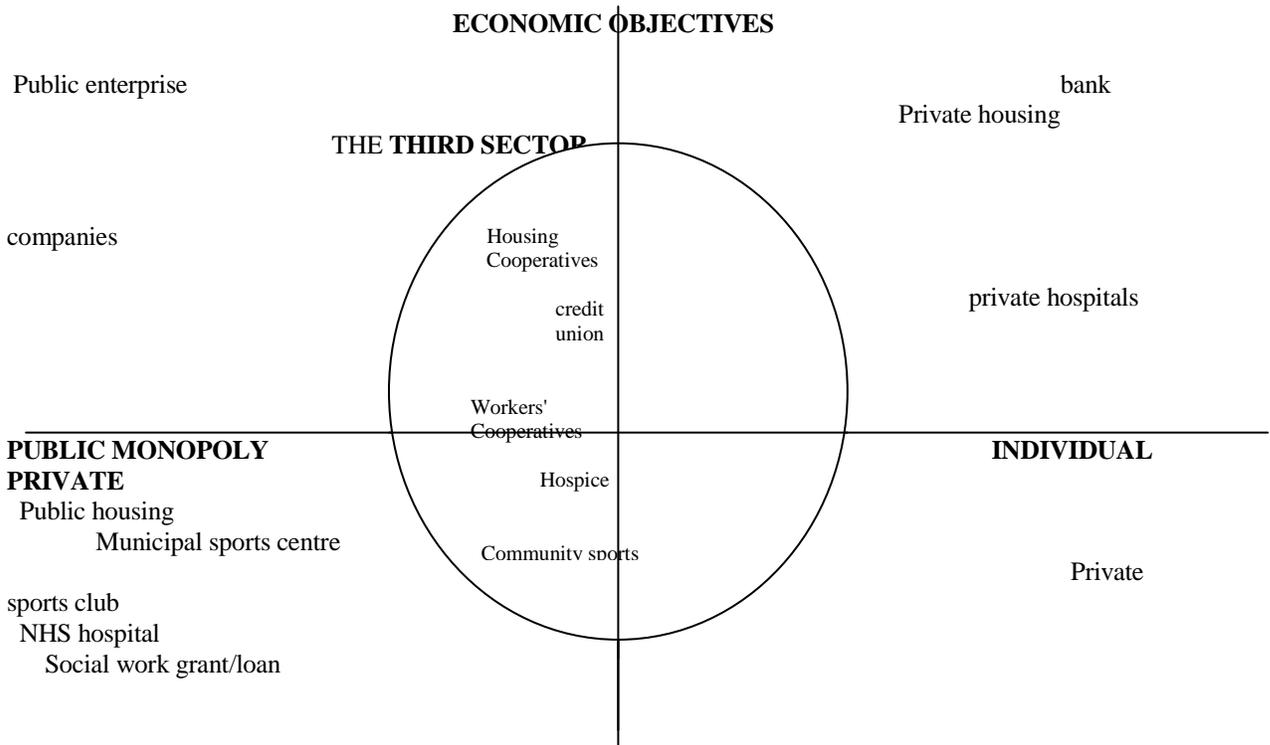 ECONOMIC OBJECTIVES
Public enterprise
bank
Private housing
THE THIRD SECTOR
companies
Housing
Cooperatives
private hospitals
credit
union
Workers'
Cooperatives
PUBLIC MONOPOLY
INDIVIDUAL
PRIVATE
Hospice
Public housing
Municipal sports centre
Community sports
Private
sports club
NHS hospital
Social work grant/loan